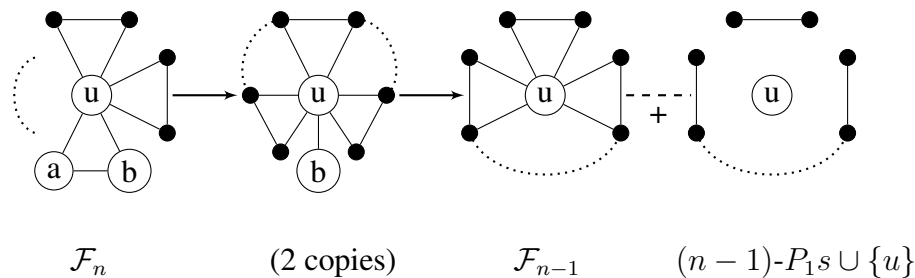 u u u u
+
a b b
𝓕ₙ (2 copies) 𝓕ₙ₋₁ (n − 1)-P₁s ∪ {u}